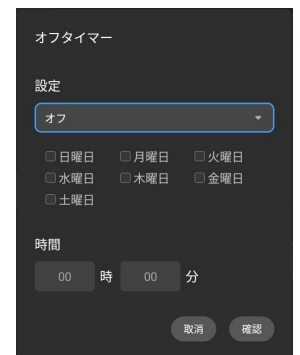 オフタイマー
設定
オフ
日曜日 月曜日 火曜日
水曜日 木曜日 金曜日
土曜日
時間
00 時 00 分
取消 確認